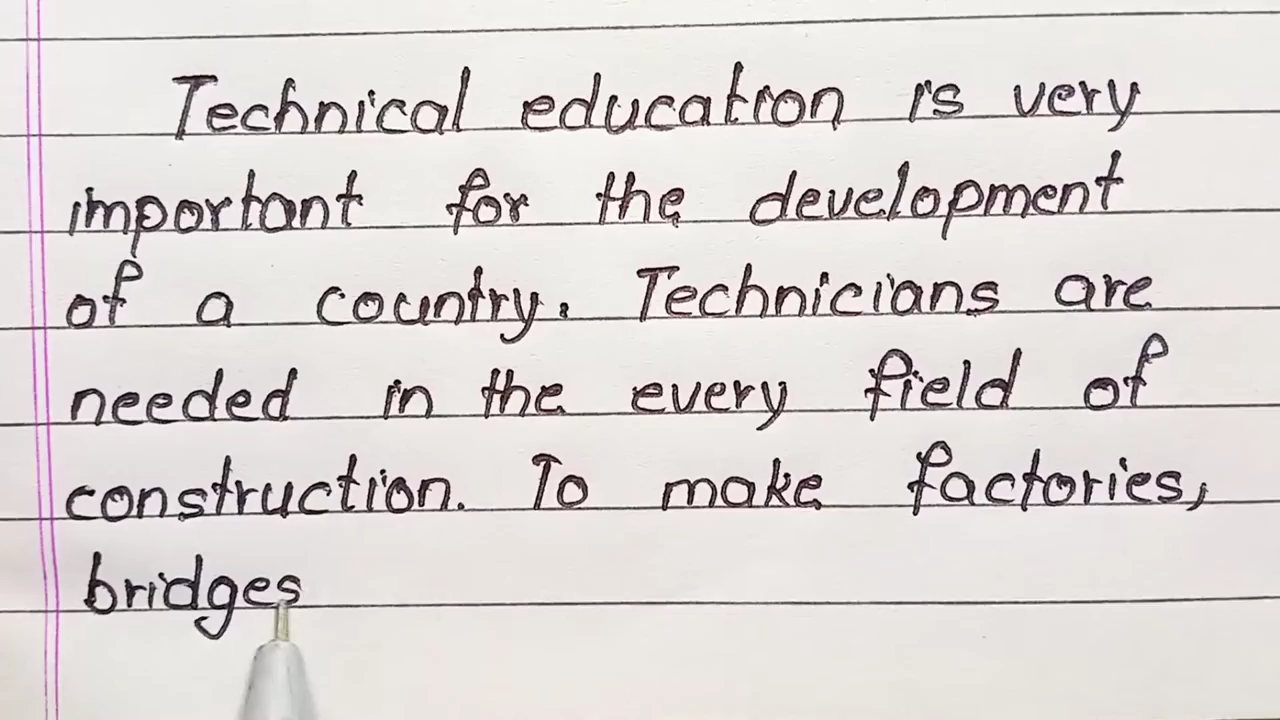 Technical education is very
important for the development
of a country. Technicians are
needed in the every field of
construction. To make factories,
bridges